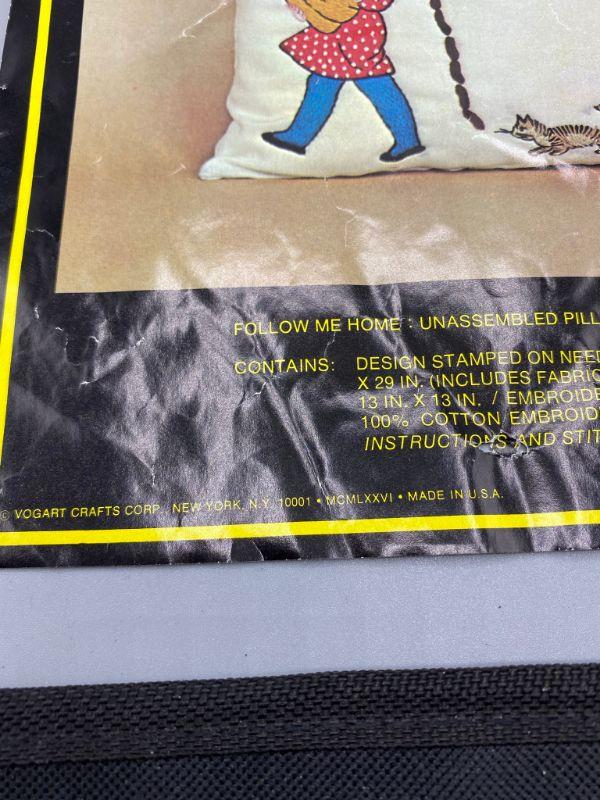 FOLLOW ME HOME : UNASSEMBLED PILL
CONTAINS: DESIGN STAMPED ON NEED
X 29 IN. (INCLUDES FABRIC
13 IN. X 13 IN. / EMBROIDE
100% COTTON EMBROID
INSTRUCTIONS AND STIT
© VOGART CRAFTS CORP., NEW YORK, N.Y. 10001 • MCMLXXVI • MADE IN U.S.A.